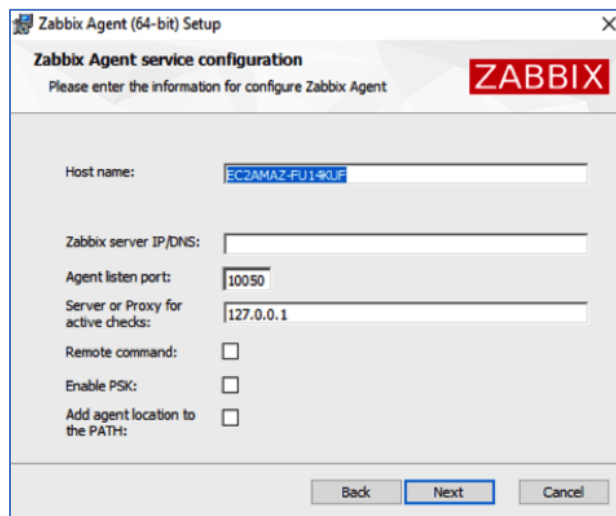 Zabbix Agent (64-bit) Setup
Zabbix Agent service configuration
Please enter the information for configure Zabbix Agent
ZABBIX
Host name:
EC2AMAZ-FU14KUF
Zabbix server IP/DNS:
Agent listen port:
10050
Server or Proxy for
active checks:
127.0.0.1
Remote command:
Enable PSK:
Add agent location to
the PATH:
Back
Next
Cancel